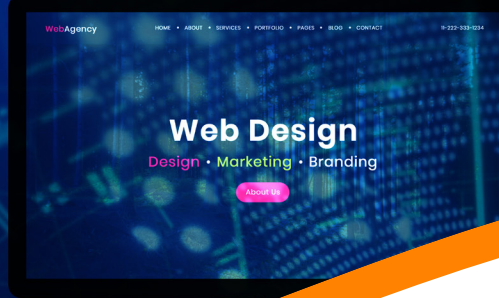 WebAgency
HOME • ABOUT • SERVICES • PORTFOLIO • PAGES • BLOG • CONTACT
11-222-333-1234
Web Design
Design • Marketing • Branding
About Us